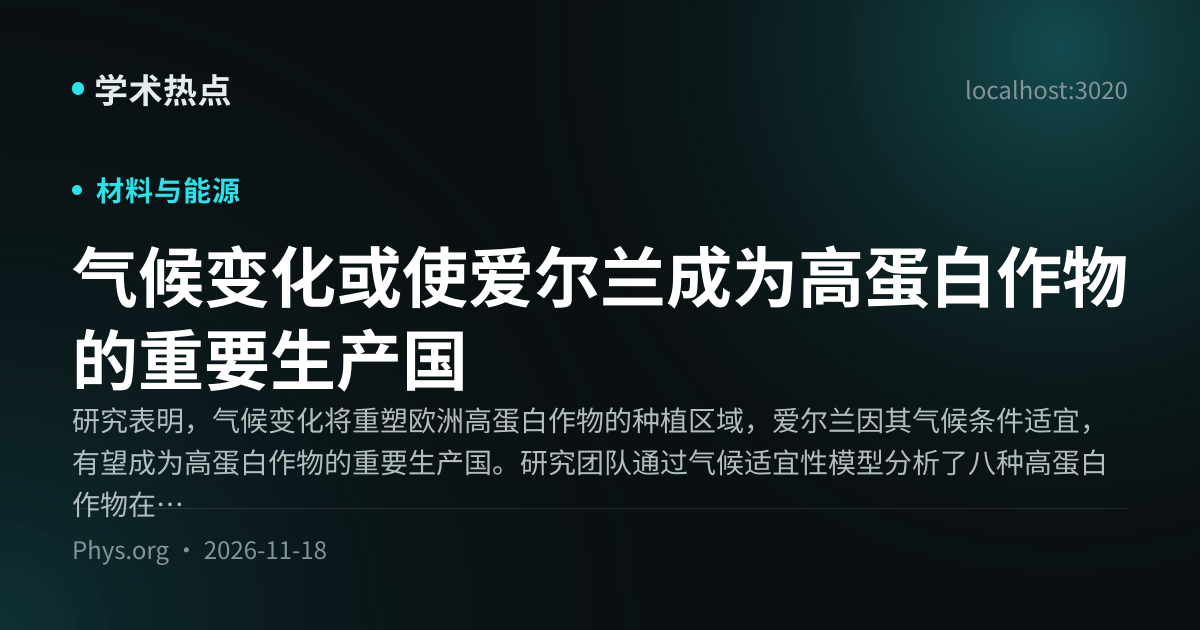 学术热点
localhost:3020
材料与能源
气候变化或使爱尔兰成为高蛋白作物
的重要生产国
研究表明，气候变化将重塑欧洲高蛋白作物的种植区域，爱尔兰因其气候条件适宜，
有望成为高蛋白作物的重要生产国。研究团队通过气候适宜性模型分析了八种高蛋白
作物在…
Phys.org • 2026-11-18